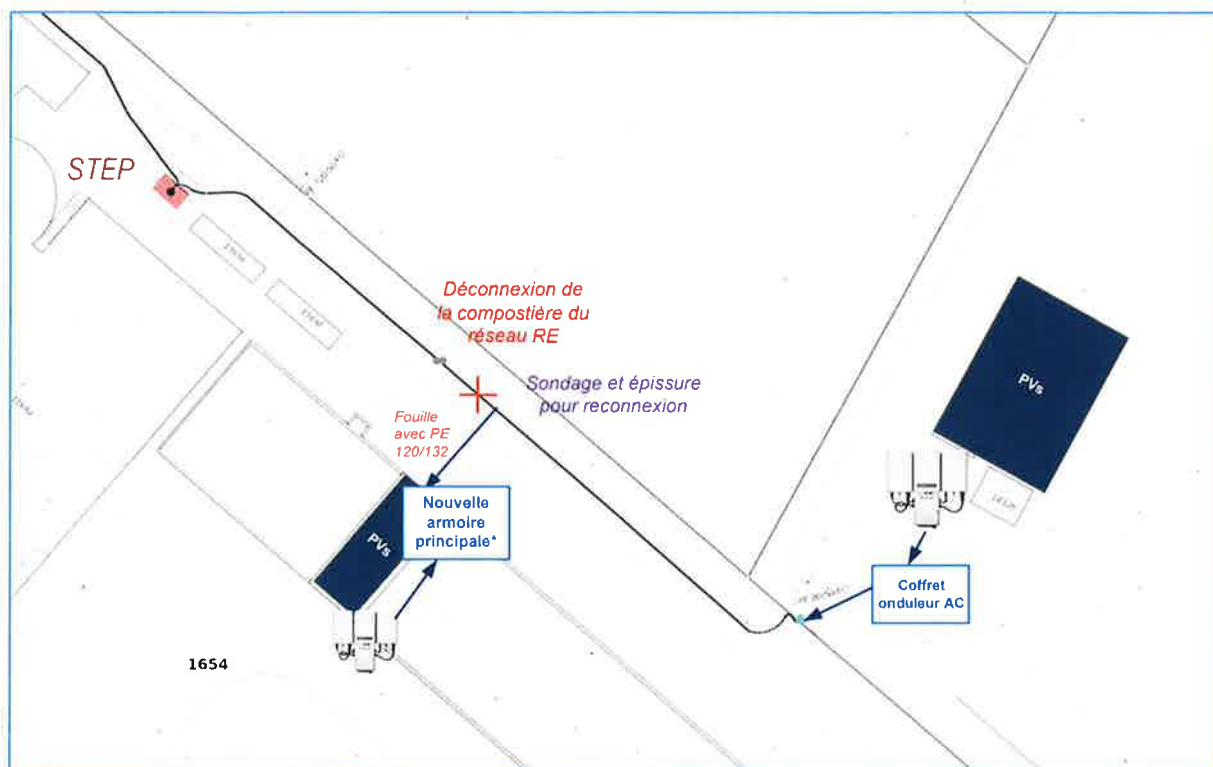 STEP
Déconnexion de
la compostière du
réseau RE
Sondage et épissure
pour reconnexion
Fouille
avec PE
120/132
Nouvelle
armoire
principale*
PVs
PVs
Coffret
onduleur AC
1654